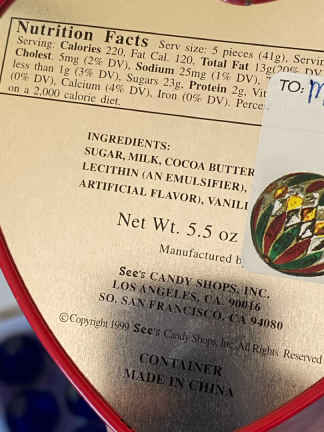 Nutrition Facts Serv size: 5 pieces (41g), Servin
Serving: Calories 220, Fat Cal. 120, Total Fat 13g(20% DV
Cholest. 5mg (2% DV), Sodium 25mg (1% DV),
less than 1g (3% DV), Sugars 23g, Protein 2g, Vit
(0% DV), Calcium (4% DV), Iron (0% DV). Perce
on a 2,000 calorie diet.
TO: M
INGREDIENTS:
SUGAR, MILK, COCOA BUTTER
LECITHIN (AN EMULSIFIER),
ARTIFICIAL FLAVOR), VANILI
Net Wt. 5.5 oz
Manufactured b
See's CANDY SHOPS, INC.
LOS ANGELES, CA. 90016
SO. SAN FRANCISCO, CA 94080
©Copyright 1999 See's Candy Shops, Inc. All Rights Reserved
CONTAINER
MADE IN CHINA